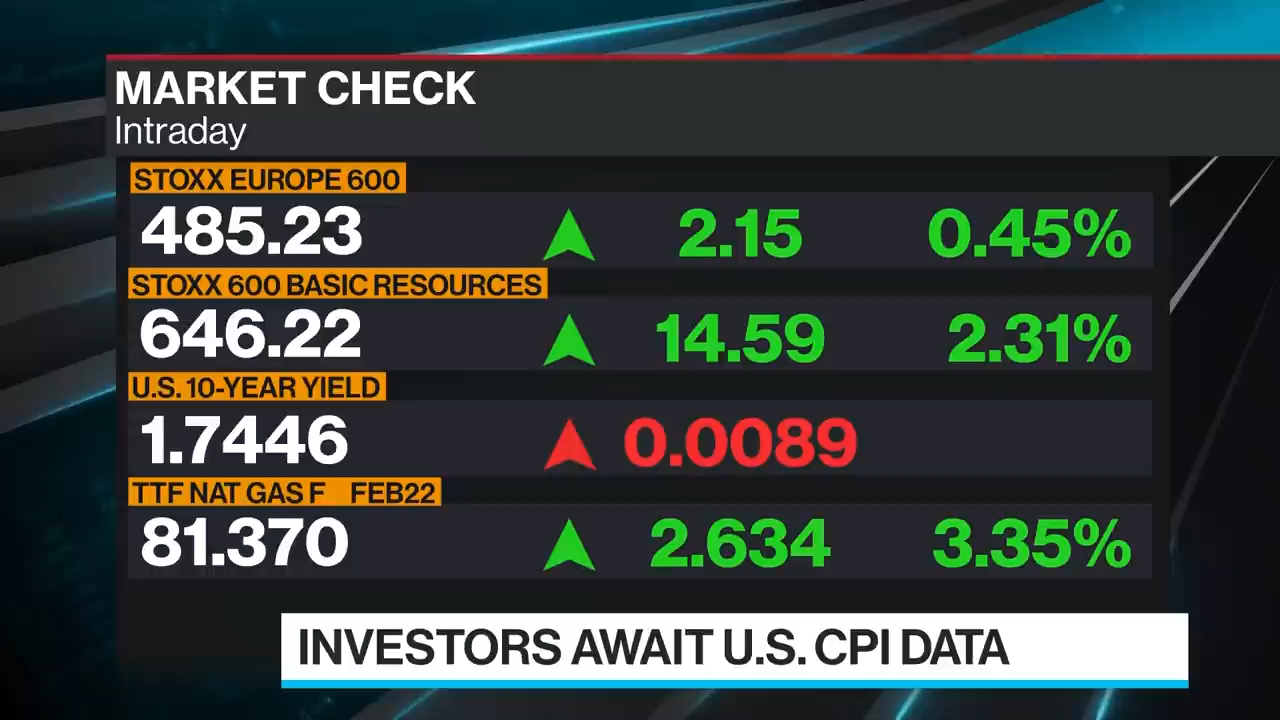 MARKET CHECK
Intraday
STOXX EUROPE 600
485.23 2.15 0.45%
STOXX 600 BASIC RESOURCES
646.22 14.59 2.31%
U.S. 10-YEAR YIELD
1.7446 0.0089
TTF NAT GAS F FEB22
81.370 2.634 3.35%
INVESTORS AWAIT U.S. CPI DATA